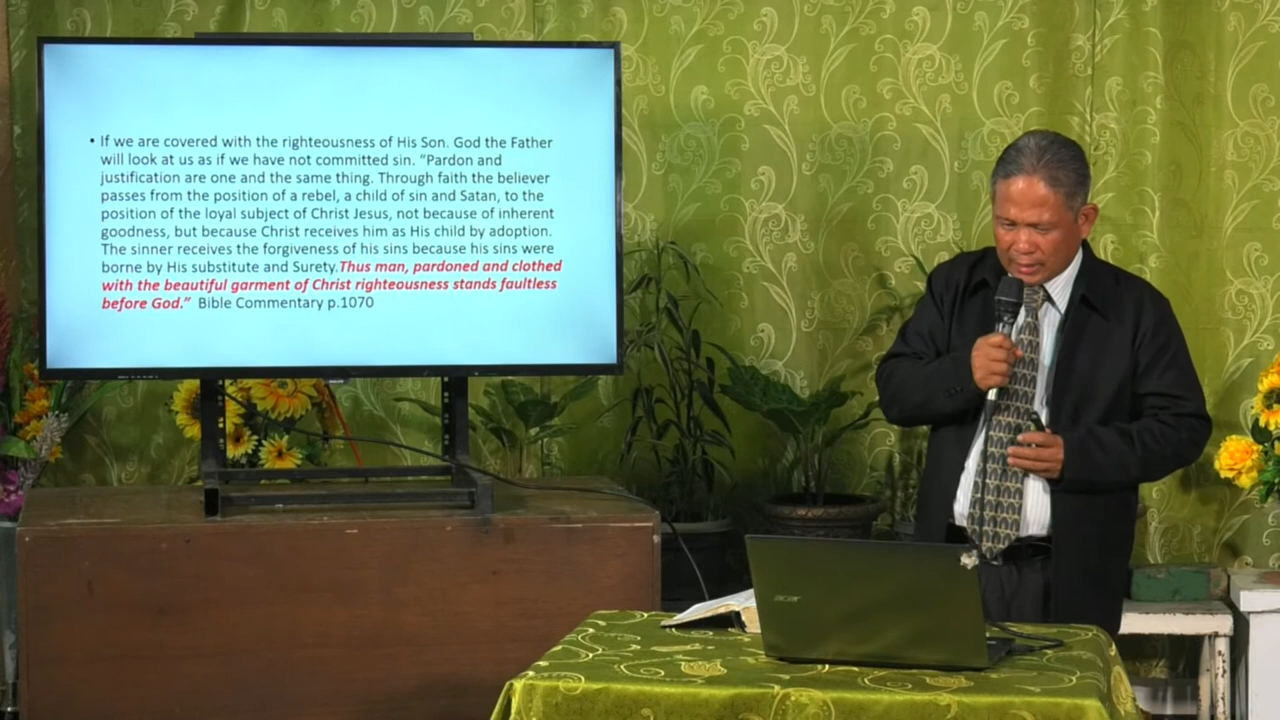 • If we are covered with the righteousness of His Son. God the Father
will look at us as if we have not committed sin. “Pardon and
justification are one and the same thing. Through faith the believer
passes from the position of a rebel, a child of sin and Satan, to the
position of the loyal subject of Christ Jesus, not because of inherent
goodness, but because Christ receives him as His child by adoption.
The sinner receives the forgiveness of his sins because his sins were
borne by His substitute and Surety.Thus man, pardoned and clothed
with the beautiful garment of Christ righteousness stands faultless
before God.” Bible Commentary p.1070
acer